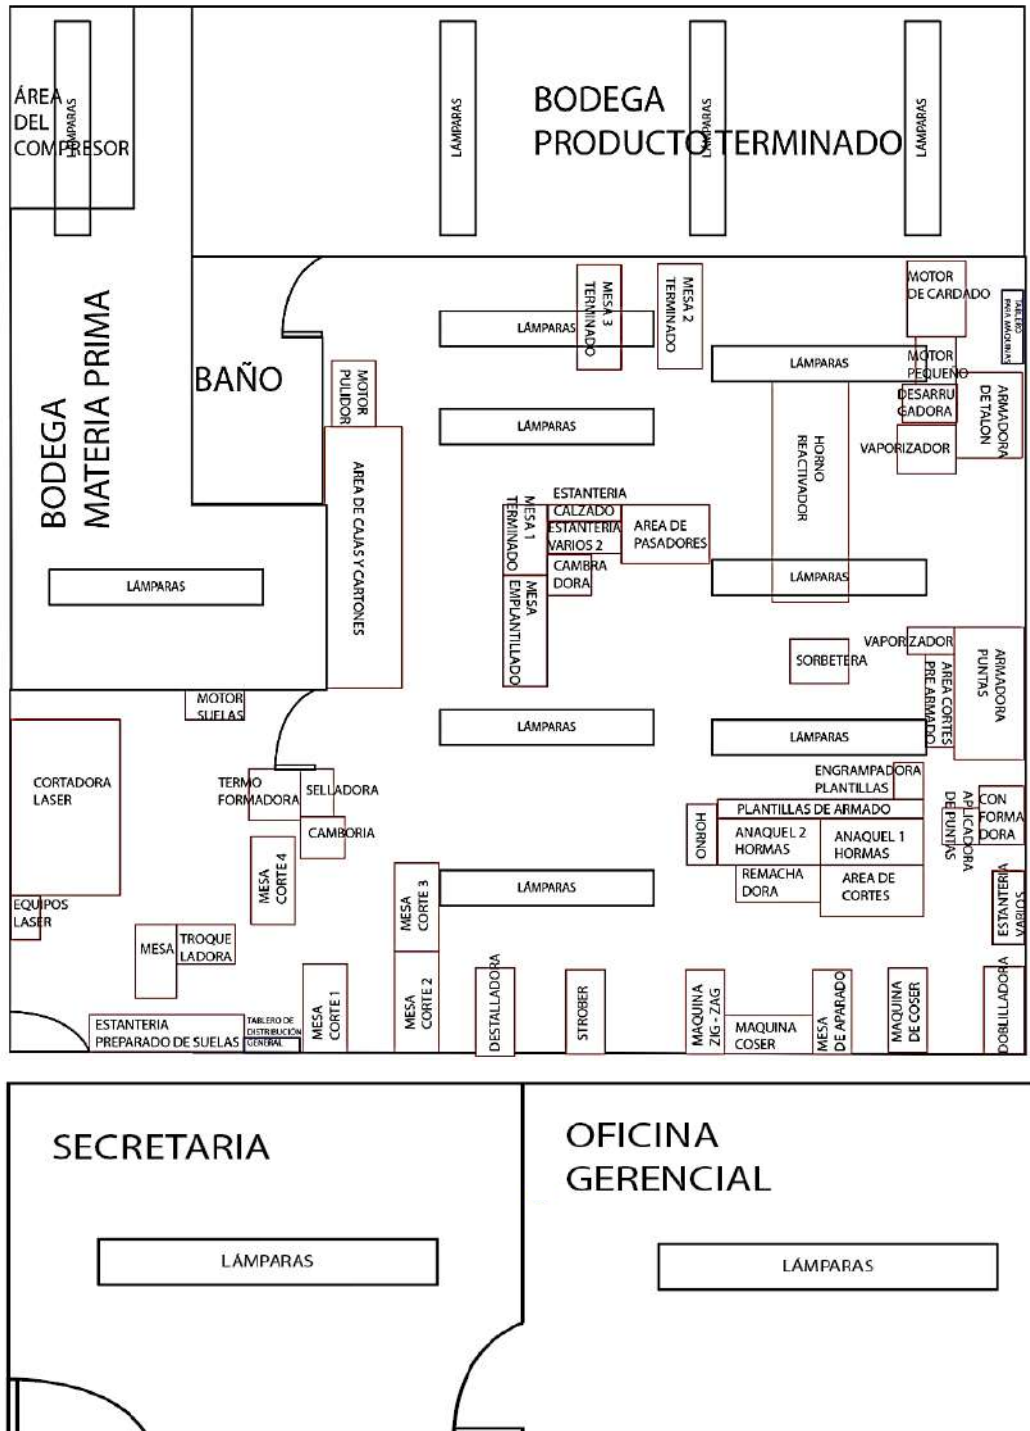 ÁREA
DEL
COMPRESOR
LÁMPARAS
LÁMPARAS
BODEGA
PRODUCTO TERMINADO
LÁMPARAS
LÁMPARAS
BODEGA
MATERIA PRIMA
LÁMPARAS
BAÑO
MOTOR
PULIDOR
AREA DE CAJAS Y CARTONES
LÁMPARAS
MESA 3
TERMINADO
MESA 2
TERMINADO
LÁMPARAS
LÁMPARAS
MOTOR
DE CARDADO
TABLERO
PARA MÁQUINAS
MOTOR
PEQUEÑO
DESARRU
GADORA
ARMADORA
DETALON
VAPORIZADOR
HORNO
REACTIVADOR
ESTANTERIA
CALZADO
ESTANTERIA
VARIOS 2
MESA 1
TERMINADO
AREA DE
PASADORES
CAMBRA
DORA
MESA
EMPLANTILLADO
LÁMPARAS
VAPORIZADOR
SORBETERA
AREA CORTES
PRE ARMADO
ARMADORA
PUNTAS
LÁMPARAS
LÁMPARAS
MOTOR
SUELAS
CORTADORA
LASER
TERMO
FORMADORA
SELLADORA
CAMBORIA
ENGRAMPADORA
PLANTILLAS
PLANTILLAS DE ARMADO
HORNO
ANAQUEL 2
HORMAS
ANAQUEL 1
HORMAS
APLICADORA
DE PUNTAS
CON
FORMA
DORA
REMACHA
DORA
AREA DE
CORTES
ESTANTERIA
VARIOS
MESA
CORTE 4
MESA
CORTE 3
LÁMPARAS
EQUIPOS
LASER
MESA
TROQUE
LADORA
ESTANTERIA
PREPARADO DE SUELAS
TABLERO DE
DISTRIBUCIÓN
GENERAL
MESA
CORTE 1
MESA
CORTE 2
DESTALLADORA
STROBER
MAQUINA
ZIG - ZAG
MAQUINA
COSER
MESA
DE APARADO
MAQUINA
DE COSER
DOBLILLADORA
SECRETARIA
LÁMPARAS
OFICINA
GERENCIAL
LÁMPARAS